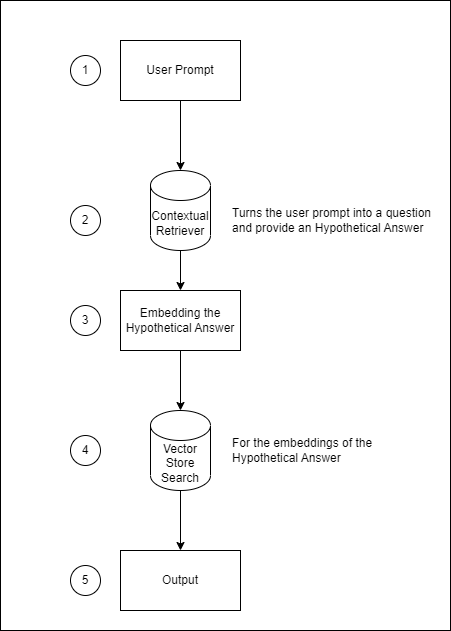 1
User Prompt
2
Contextual
Retriever
Turns the user prompt into a question
and provide an Hypothetical Answer
3
Embedding the
Hypothetical Answer
4
Vector
Store
Search
For the embeddings of the
Hypothetical Answer
5
Output